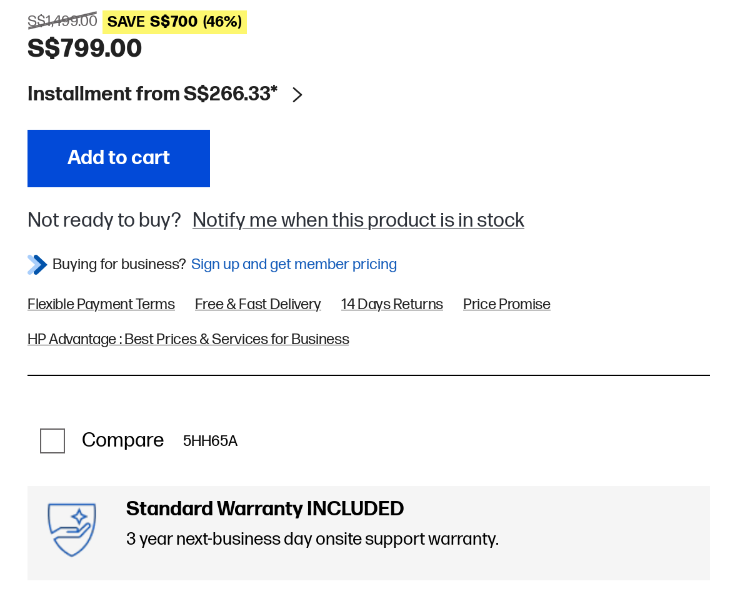 S$1,499.00 SAVE S$700 (46%)
S$799.00
Installment from S$266.33*
Add to cart
Not ready to buy? Notify me when this product is in stock
Buying for business? Sign up and get member pricing
Flexible Payment Terms Free & Fast Delivery 14 Days Returns Price Promise
HP Advantage : Best Prices & Services for Business
Compare 5HH65A
Standard Warranty INCLUDED
3 year next-business day onsite support warranty.